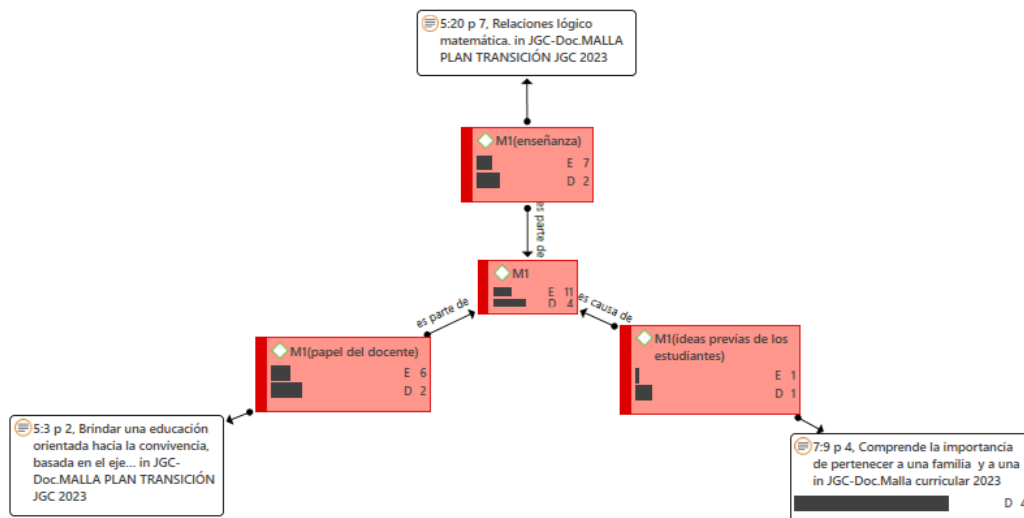 5:20 p 7, Relaciones lógico
matemática. in JGC-Doc.MALLA
PLAN TRANSICIÓN JGC 2023
M1(enseñanza)
E 7
D 2
es parte de
M1
E 11
D 4
es parte de
es causa de
M1(papel del docente)
E 6
D 2
M1(ideas previas de los
estudiantes)
E 1
D 1
5:3 p 2, Brindar una educación
orientada hacia la convivencia,
basada en el eje... in JGC-
Doc.MALLA PLAN TRANSICIÓN
JGC 2023
7:9 p 4, Comprende la importancia
de pertenecer a una familia y a una
in JGC-Doc.Malla curricular 2023
D 4